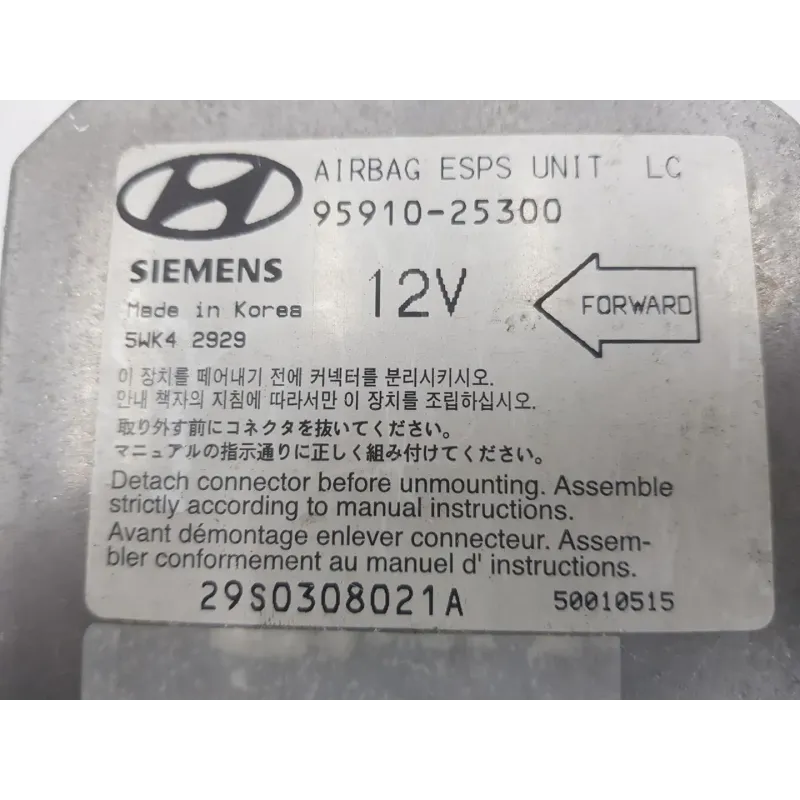 AIRBAG ESPS UNIT LC
95910-25300
SIEMENS
12V
FORWARD
Made in Korea
5WK4 2929
이 장치를 떼어내기 전에 커넥터를 분리시키시오.
안내 책자의 지침에 따라서만 이 장치를 조립하십시오.
取り外す前にコネクタを抜いてください。
マニュアルの指示通りに正しく組み付けてください。
Detach connector before unmounting. Assemble
strictly according to manual instructions.
Avant démontage enlever connecteur. Assem-
bler conformement au manuel d' instructions.
29S0308021A
50010515